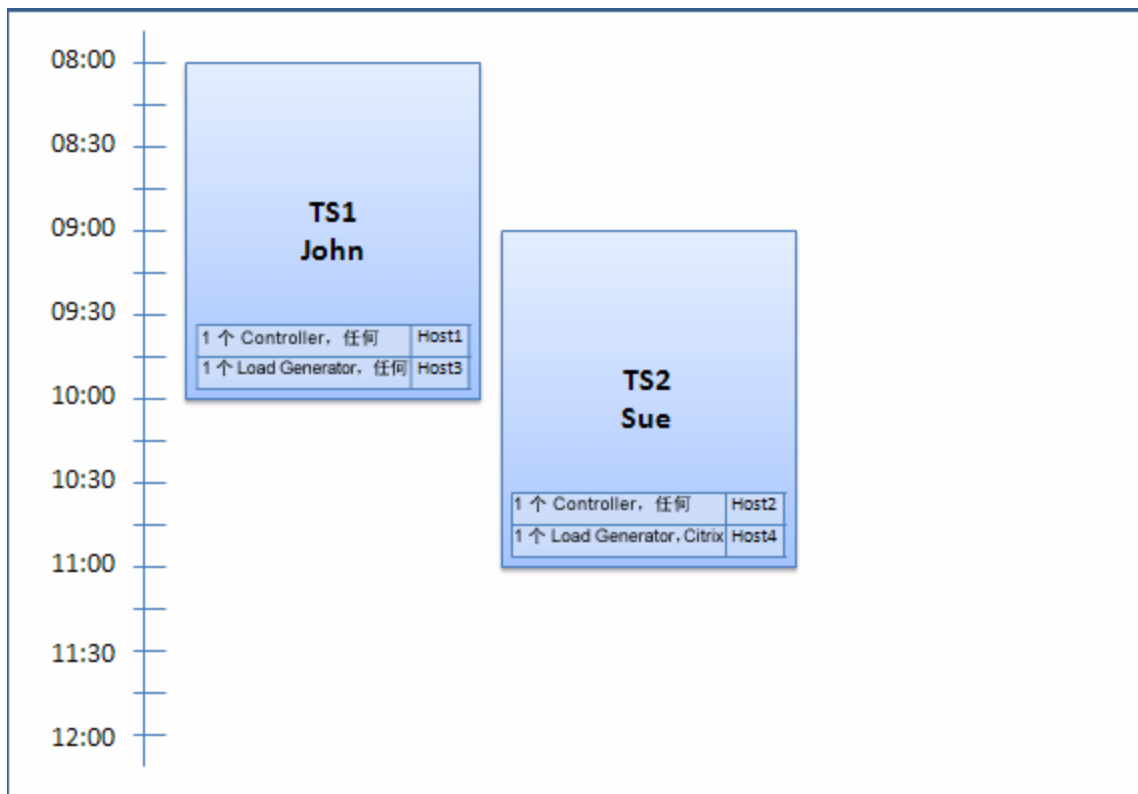 08:00
08:30
09:00
09:30
10:00
10:30
11:00
11:30
12:00
TS1
John
1 个 Controller，任何 Host1
1 个 Load Generator，任何 Host3
TS2
Sue
1 个 Controller，任何 Host2
1 个 Load Generator,Citrix Host4